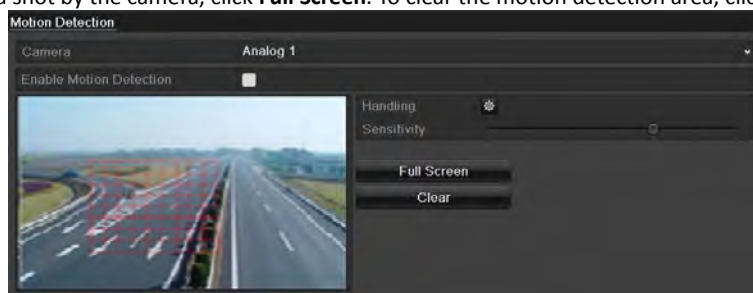 shot by the camera, click Full Screen. To clear the motion detection area,
Motion Detection
Camera Analog 1
Enable Motion Detection
Handling
Sensitivity
Full Screen
Clear